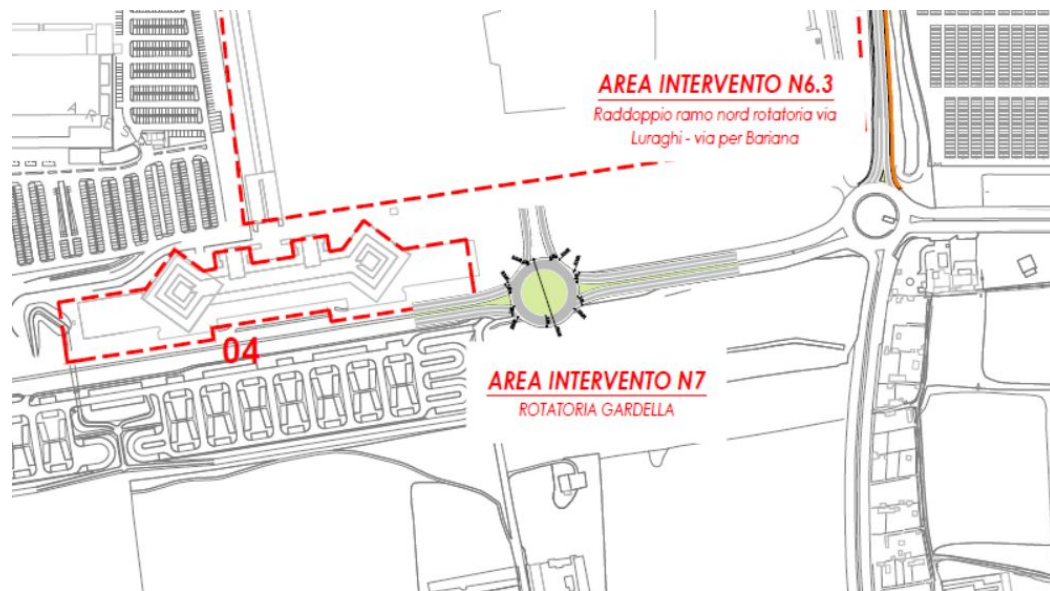 AREA INTERVENTO N6.3
Raddoppio ramo nord rotatoria via
Luraghi - via per Bariana
04
AREA INTERVENTO N7
ROTATORIA GARDELLA